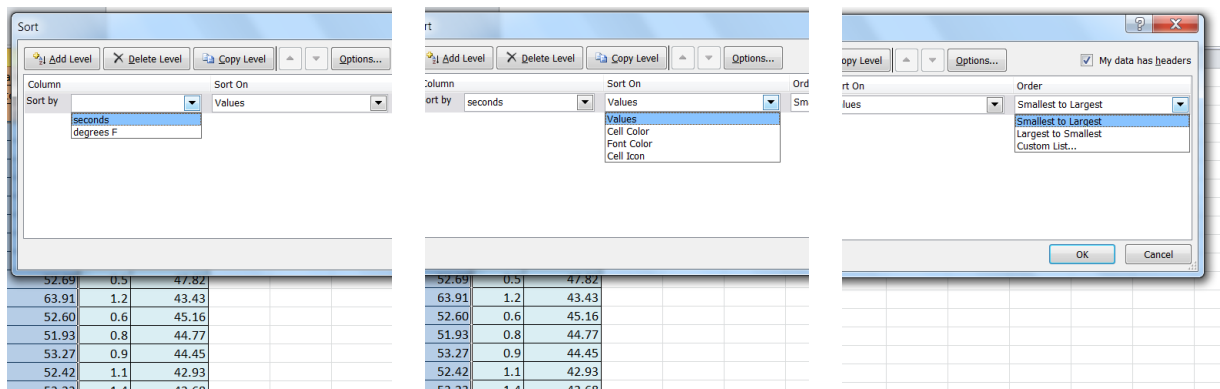 Sort
Add Level Delete Level Copy Level Options...
Column Sort On
Sort by Values
seconds
degrees F
52.69 0.5 47.82
63.91 1.2 43.43
52.60 0.6 45.16
51.93 0.8 44.77
53.27 0.9 44.45
52.42 1.1 42.93
rt
Add Level Delete Level Copy Level Options...
Column Sort On Ord
ort by seconds Values Sm
Values
Cell Color
Font Color
Cell Icon
52.69 0.5 47.82
63.91 1.2 43.43
52.60 0.6 45.16
51.93 0.8 44.77
53.27 0.9 44.45
52.42 1.1 42.93
opy Level Options... My data has headers
rt On Order
lues Smallest to Largest
Smallest to Largest
Largest to Smallest
Custom List...
OK Cancel